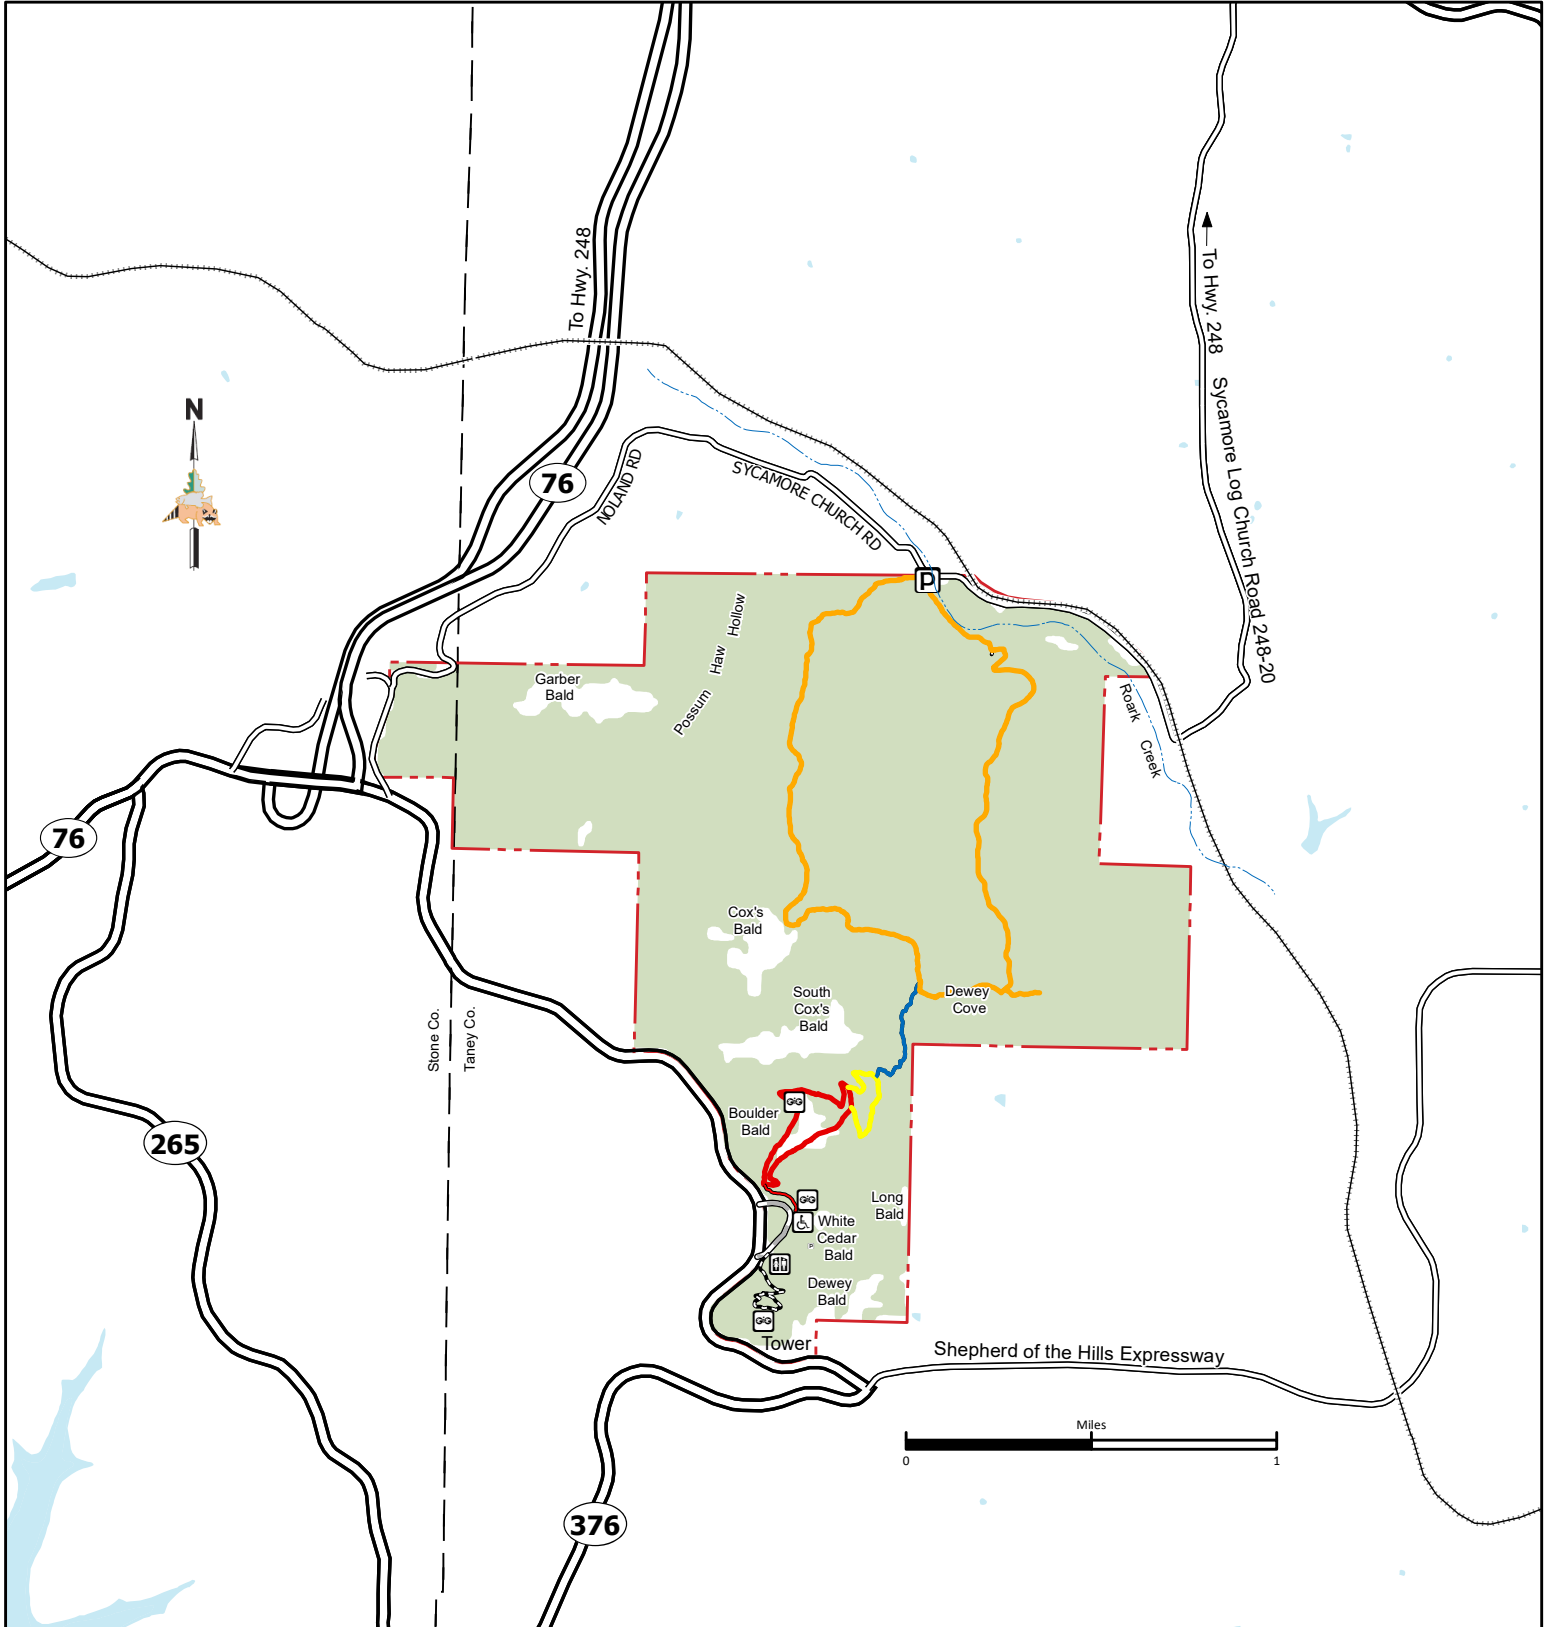 To Hwy. 248
To Hwy. 248
Sycamore Log Church Road 248-20
N
76
NOLAND RD
SYCAMORE CHURCH RD
P
Possum Haw Hollow
Garber
Bald
Roark Creek
76
Cox's
Bald
South
Cox's
Bald
Dewey
Cove
Stone Co.
Taney Co.
Boulder
Bald
265
Long
Bald
White
Cedar
Bald
P
Dewey
Bald
Tower
Shepherd of the Hills Expressway
Miles
0
1
376